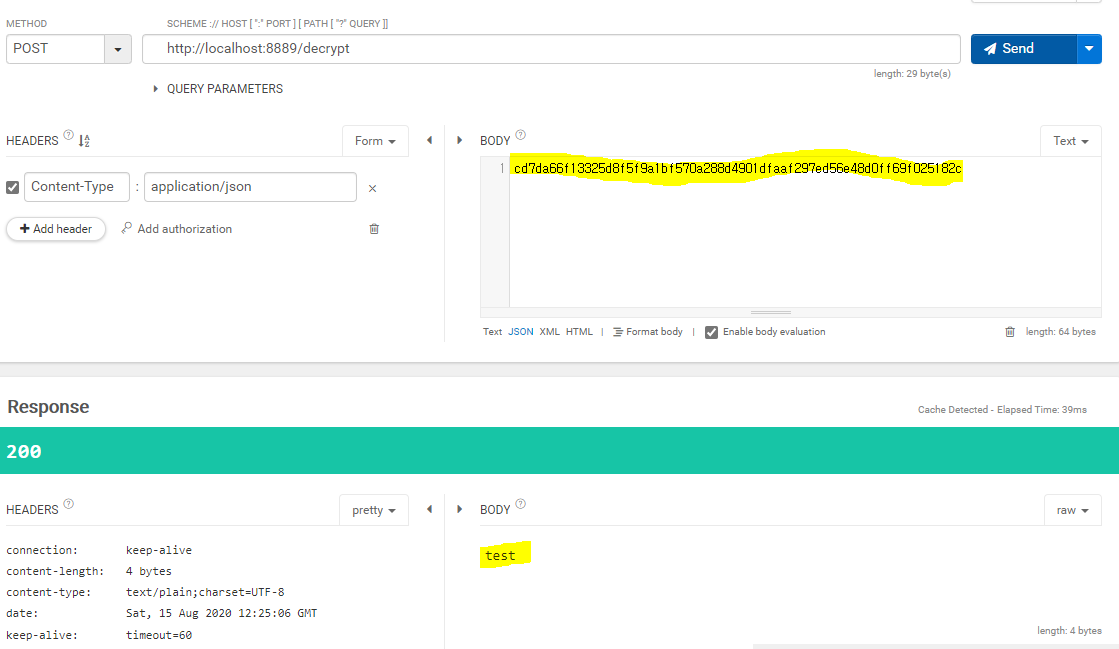 METHOD
SCHEME :// HOST [ ":" PORT ] [ PATH [ "?" QUERY ]]
POST
http://localhost:8889/decrypt
Send
length: 29 byte(s)
QUERY PARAMETERS
HEADERS ?
Form
BODY ?
Text
Content-Type : application/json ×
1 cd7da66f13325d8f5f9a1bf570a288d4901dfaaf297ed56e48d0ff69f025182c
+ Add header
Add authorization
Text JSON XML HTML | Format body | Enable body evaluation
length: 64 bytes
Response
Cache Detected - Elapsed Time: 39ms
200
HEADERS ?
pretty
BODY ?
raw
connection: keep-alive
content-length: 4 bytes
content-type: text/plain;charset=UTF-8
date: Sat, 15 Aug 2020 12:25:06 GMT
keep-alive: timeout=60
test
length: 4 bytes